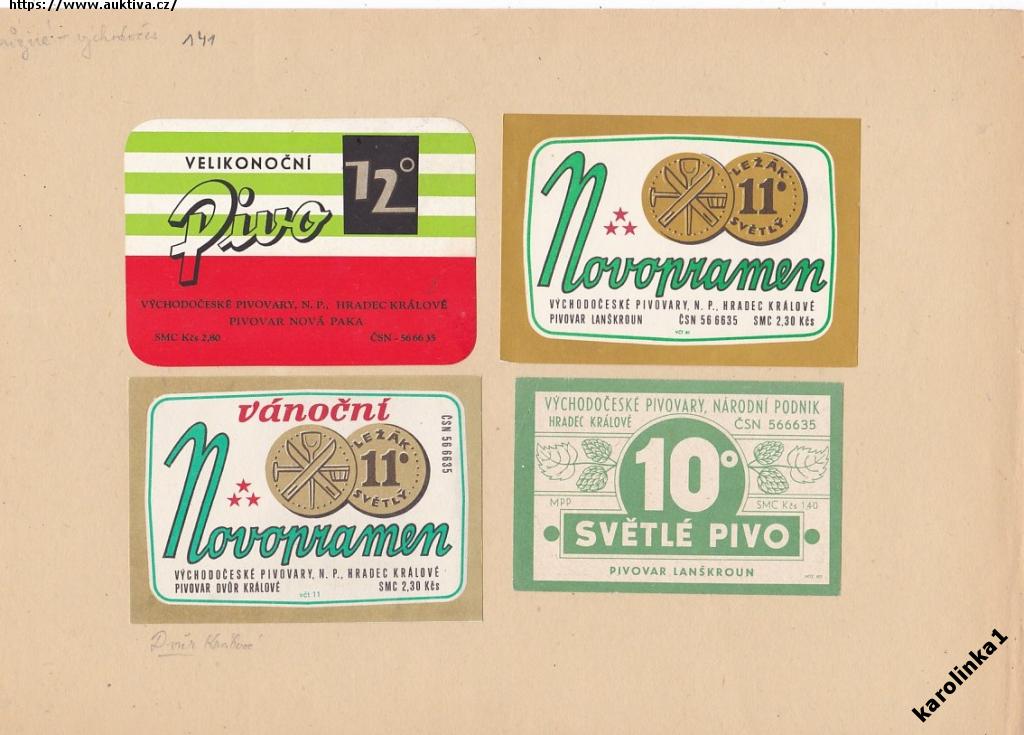 https://www.auktiva.cz/
141
VELIKONOČNÍ
12°
Pivo
VÝCHODOČESKÉ PIVOVARY, N. P., HRADEC KRÁLOVÉ
PIVOVAR NOVÁ PAKA
SMC Kčs 2,80 ČSN - 56 66 35
LEŽÁK
11°
SVĚTLÝ
Novopramen
VÝCHODOČESKÉ PIVOVARY, N. P., HRADEC KRÁLOVÉ
PIVOVAR LANŠKROUN ČSN 56 6635 SMC 2,30 Kčs
vánoční
ČSN 56 6635
LEŽÁK
11°
SVĚTLÝ
Novopramen
VÝCHODOČESKÉ PIVOVARY, N. P., HRADEC KRÁLOVÉ
PIVOVAR DVŮR KRÁLOVÉ SMC 2,30 Kčs
včt 11
VÝCHODOČESKÉ PIVOVARY, NÁRODNÍ PODNIK
HRADEC KRÁLOVÉ ČSN 566635
10°
MPP SMC Kčs 1,40
SVĚTLÉ PIVO
PIVOVAR LANŠKROUN
Dvůr Králové
karolinka1